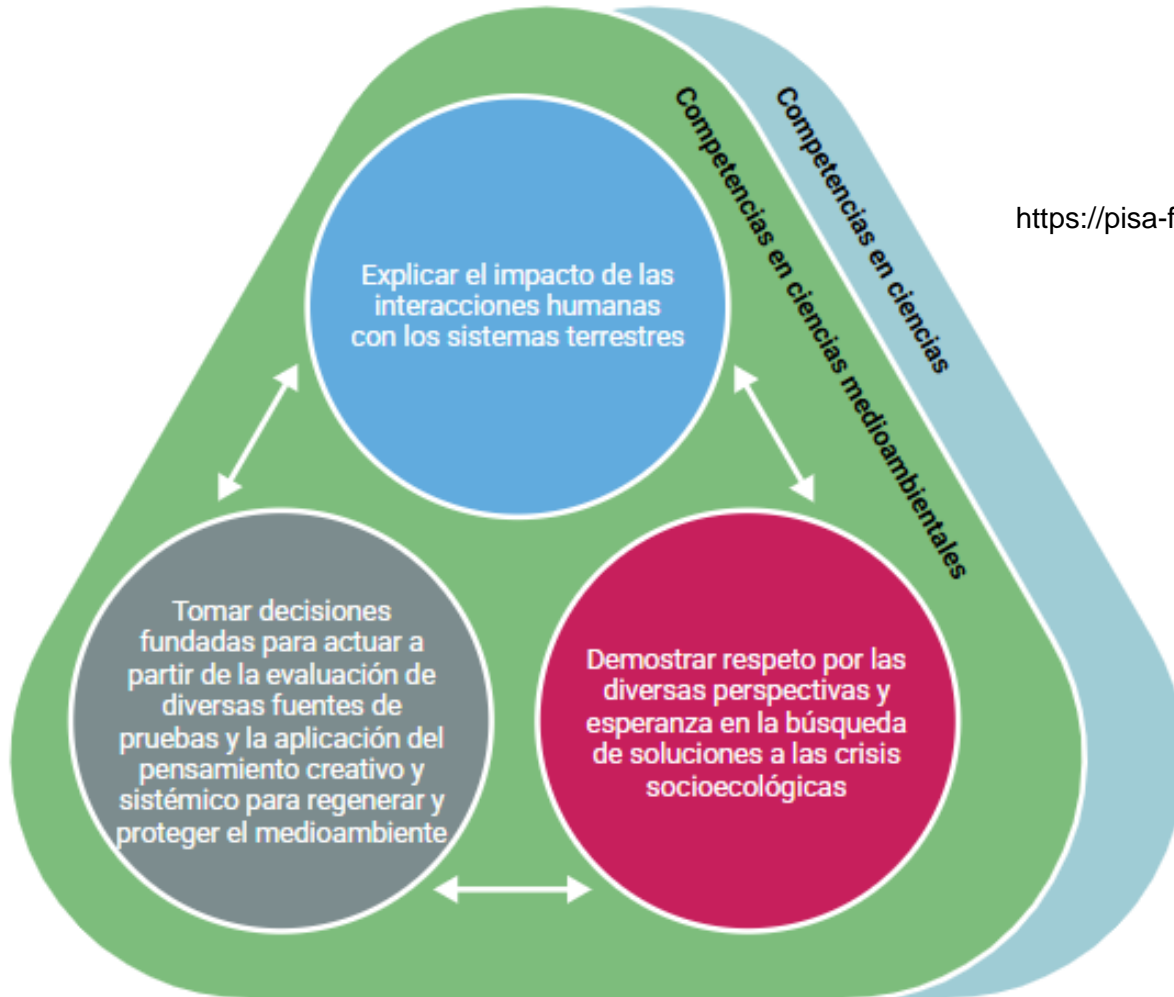 Competencias en ciencias
Competencias en ciencias medioambientales
https://pisa-f
Explicar el impacto de las
interacciones humanas
con los sistemas terrestres
Tomar decisiones
fundadas para actuar a
partir de la evaluación de
diversas fuentes de
pruebas y la aplicación del
pensamiento creativo y
sistémico para regenerar y
proteger el medioambiente
Demostrar respeto por las
diversas perspectivas y
esperanza en la búsqueda
de soluciones a las crisis
socioecológicas